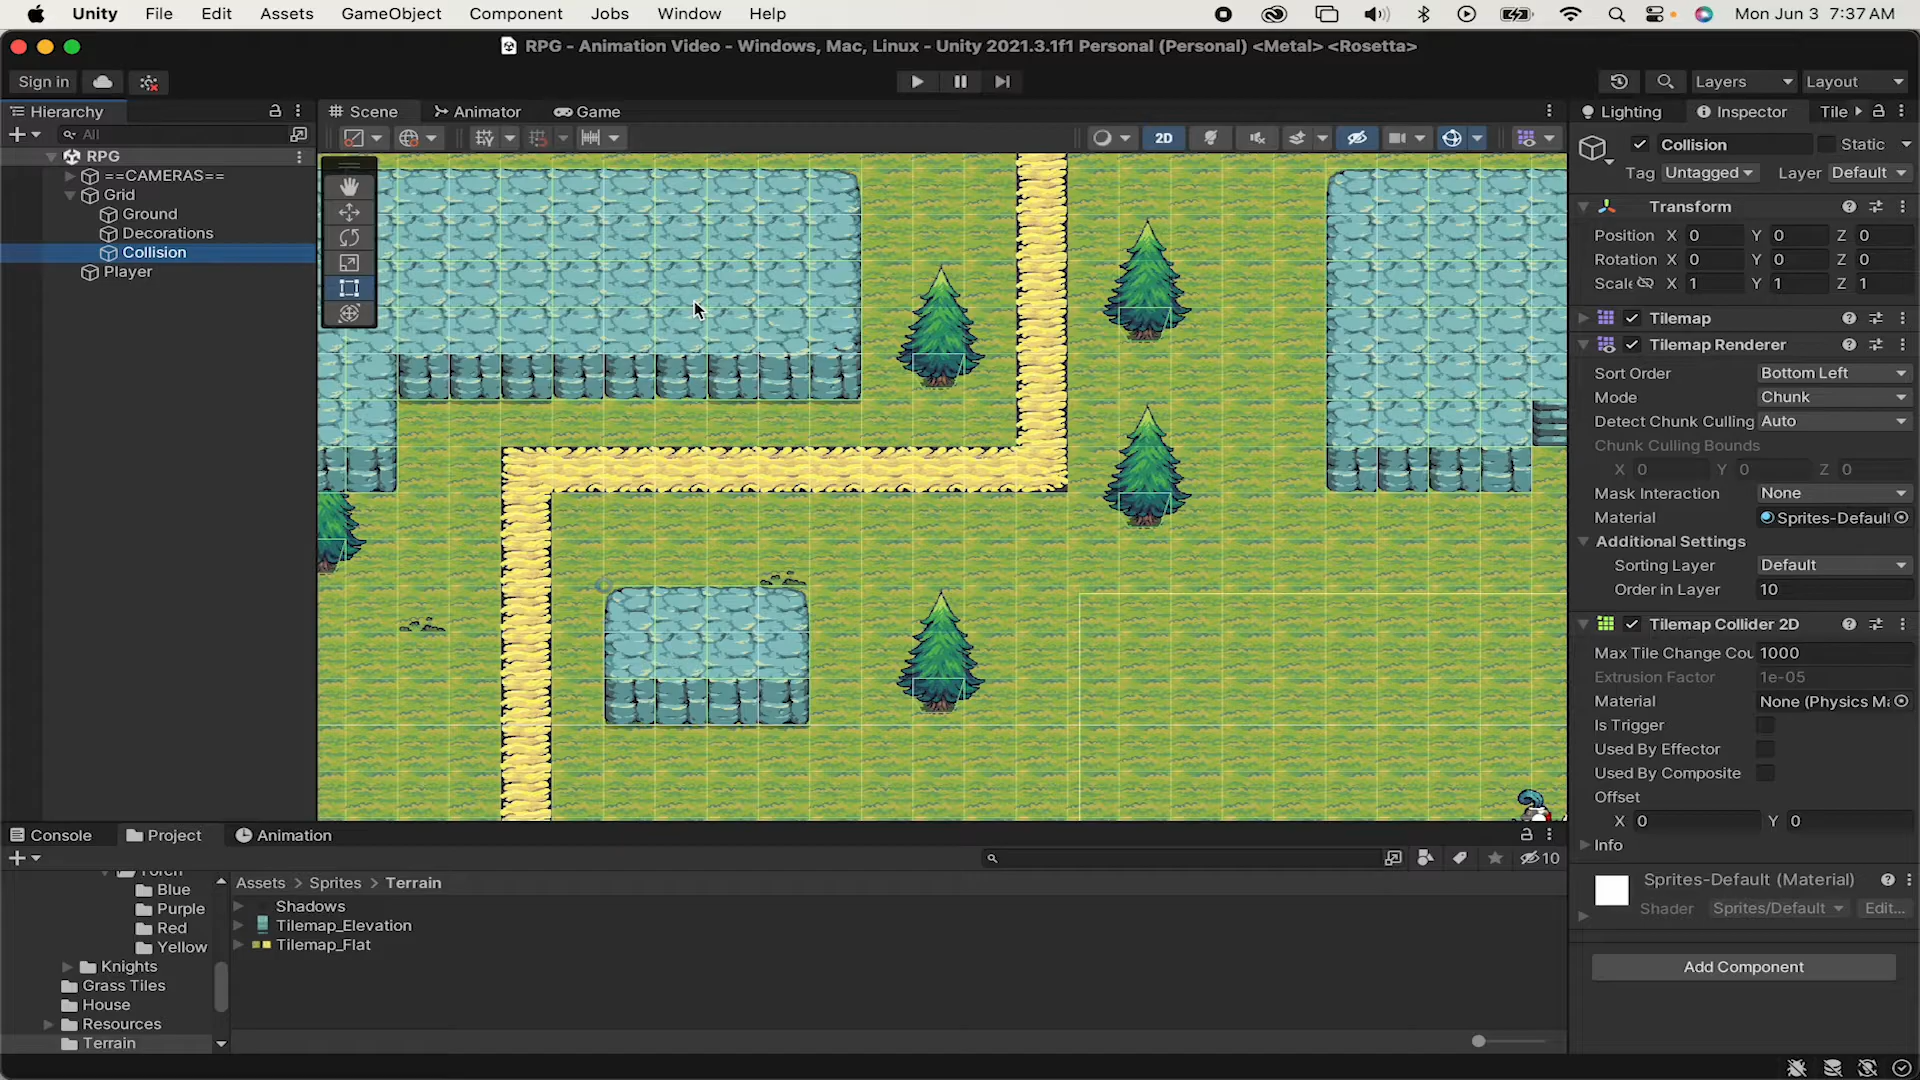 Unity File Edit Assets GameObject Component Jobs Window Help Mon Jun 3 7:37 AM
RPG - Animation Video - Windows, Mac, Linux - Unity 2021.3.1f1 Personal (Personal) <Metal> <Rosetta>
Sign in Layers Layout
Hierarchy Scene Animator Game Lighting Inspector Tile
All 2D
RPG
==CAMERAS==
Grid
Ground
Decorations
Collision
Player
Collision Static
Tag Untagged Layer Default
Transform
Position X 0 Y 0 Z 0
Rotation X 0 Y 0 Z 0
Scale X 1 Y 1 Z 1
Tilemap
Tilemap Renderer
Sort Order Bottom Left
Mode Chunk
Detect Chunk Culling Auto
Chunk Culling Bounds
X 0 Y 0 Z 0
Mask Interaction None
Material Sprites-Default
Additional Settings
Sorting Layer Default
Order in Layer 10
Tilemap Collider 2D
Max Tile Change Cou 1000
Extrusion Factor 1e-05
Material None (Physics Ma
Is Trigger
Used By Effector
Used By Composite
Offset
X 0 Y 0
Info
Sprites-Default (Material)
Shader Sprites/Default Edit...
Add Component
Console Project Animation
10
Torch
Blue
Purple
Red
Yellow
Knights
Grass Tiles
House
Resources
Terrain
Assets > Sprites > Terrain
Shadows
Tilemap_Elevation
Tilemap_Flat